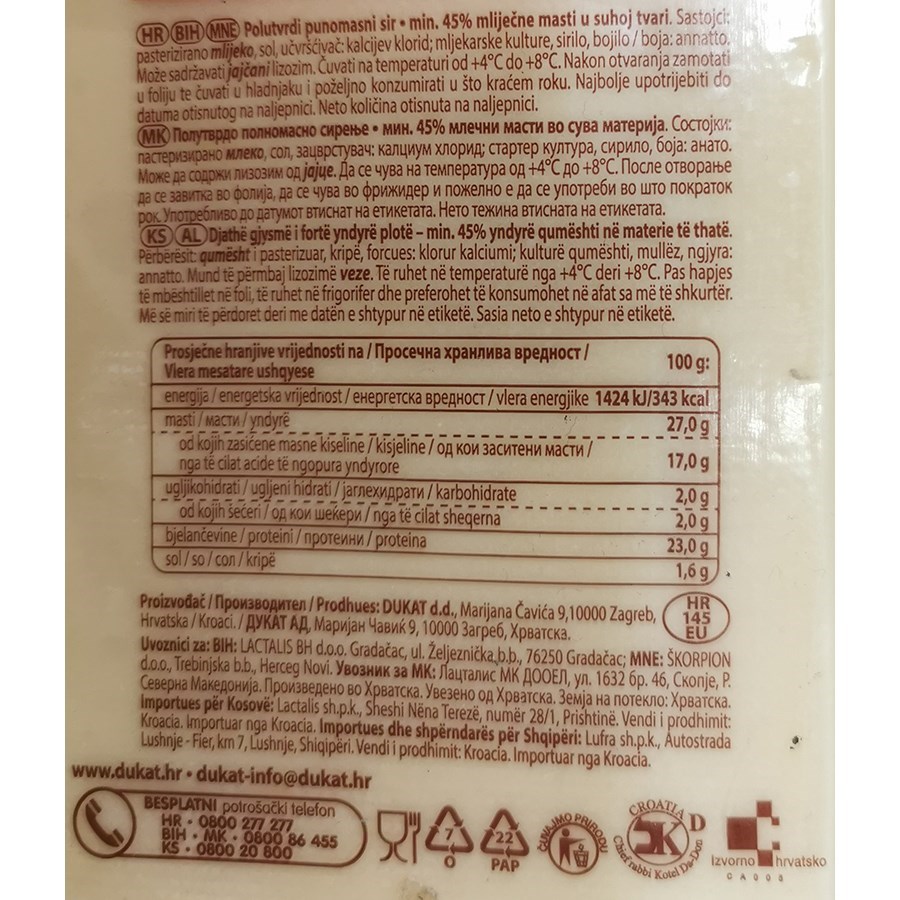 HR BIH MNE Polutvrdi punomasni sir • min. 45% mliječne masti u suhoj tvari. Sastojci:
pasterizirano mlijeko, sol, učvršćivač: kalcijev klorid; mljekarske kulture, sirilo, bojilo / boja: annatto.
Može sadržavati jajčani lizozim. Čuvati na temperaturi od +4°C do +8°C. Nakon otvaranja zamotati
u foliju te čuvati u hladnjaku i poželjno konzumirati u što kraćem roku. Najbolje upotrijebiti do
datuma otisnutog na naljepnici. Neto količina otisnuta na naljepnici.
MK Полутврдо полномасно сирење • мин. 45% млечни масти во сува материја. Состојки:
пастеризирано млеко, сол, зацврстувач: калциум хлорид; стартер култура, сирило, боја: анато.
Може да содржи лизозим од јајце. Да се чува на температура од +4°C до +8°C. После отворање
да се завитка во фолија, да се чува во фрижидер и пожелно е да се употреби во што пократок
рок. Употребливо до датумот втиснат на етикетата. Нето тежина втисната на етикетата.
KS AL Djathë gjysmë i fortë yndyrë plotë – min. 45% yndyrë qumështi në materie të thatë.
Përbërësit: qumësht i pasterizuar, kripë, forcues: klorur kalciumi; kulturë qumështi, mullëz, ngjyra:
annatto. Mund të përmbaj lizozimë veze. Të ruhet në temperaturë nga +4°C deri +8°C. Pas hapjes
të mbështillet në foli, të ruhet në frigorifer dhe preferohet të konsumohet në afat sa më të shkurtër.
Më së miri të përdoret deri me datën e shtypur në etiketë. Sasia neto e shtypur në etiketë.
Prosječne hranjive vrijednosti na / Просечна хранлива вредност /
Vlera mesatare ushqyese 100 g:
energija / energetska vrijednost / енергетска вредност / vlera energjike 1424 kJ/343 kcal
masti / масти / yndyrë 27,0 g
od kojih zasićene masne kiseline / kisjeline / од кои заситени масти /
nga të cilat acide të ngopura yndyrore 17,0 g
ugljikohidrati / ugljeni hidrati / јаглехидрати / karbohidrate 2,0 g
od kojih šećeri / од кои шеќери / nga të cilat sheqerna 2,0 g
bjelančevine / proteini / протеини / proteina 23,0 g
sol / so / сол / kripë 1,6 g
Proizvođač / Производител / Prodhues: DUKAT d.d., Marijana Čavića 9, 10000 Zagreb,
Hrvatska / Kroaci. / ДУКАТ АД, Маријан Чавиќ 9, 10000 Загреб, Хрватска.
HR
145
EU
Uvoznici za: BIH: LACTALIS BH d.o.o. Gradačac, ul. Željeznička b.b., 76250 Gradačac; MNE: ŠKORPION
d.o.o., Trebinjska b.b., Herceg Novi. Увозник за МК: Лацталис МК ДООЕЛ, ул. 1632 бр. 46, Скопје, Р.
Северна Македонија. Произведено во Хрватска. Увезено од Хрватска. Земја на потекло: Хрватска.
Importues për Kosovë: Lactalis sh.p.k., Sheshi Nëna Terezë, numër 28/1, Prishtinë. Vendi i prodhimit:
Kroacia. Importuar nga Kroacia. Importues dhe shpërndarës për Shqipëri: Lufra sh.p.k., Autostrada
Lushnje - Fier, km 7, Lushnje, Shiqipëri. Vendi i prodhimit: Kroacia. Importuar nga Kroacia.
www.dukat.hr • dukat-info@dukat.hr
BESPLATNI potrošački telefon
HR • 0800 277 277
BIH • MK • 0800 86 455
KS • 0800 20 800
7
O
22
PAP
ČUVAJMO PRIRODU
CROATIA
K D
Chief rabbi Kotel Da-Don
Izvorno hrvatsko